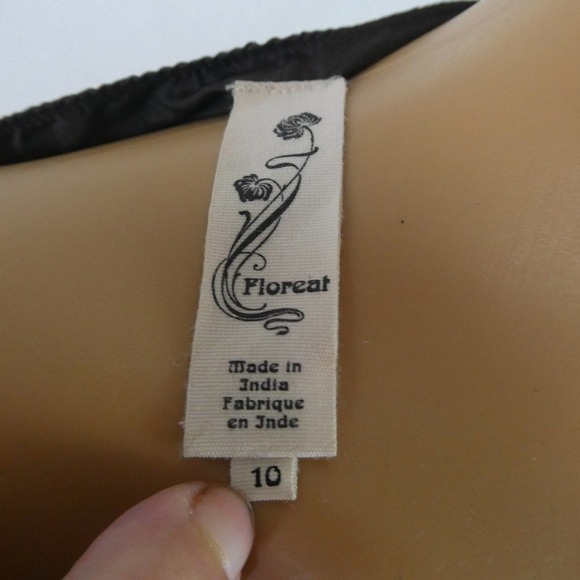 Floreat
Made in
India
Fabrique
en Inde
10